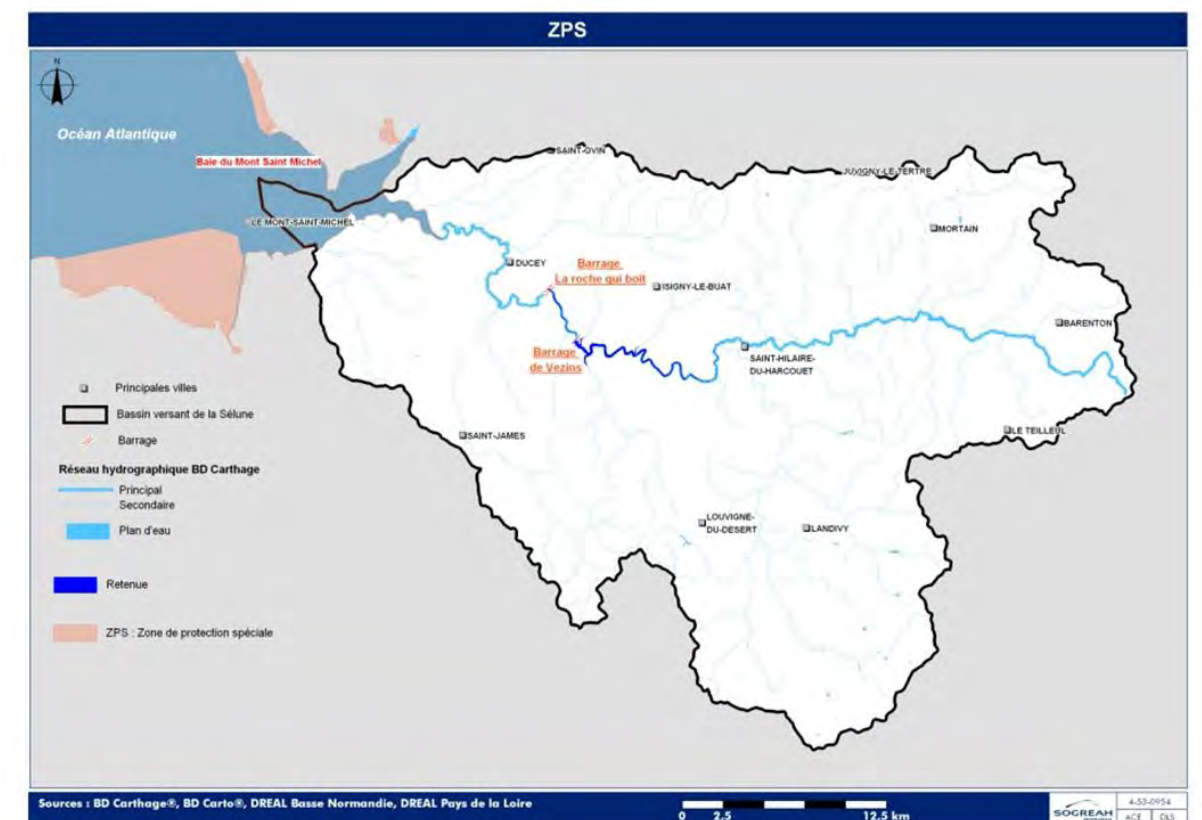 ZPS
N
Océan Atlantique
Baie du Mont Saint Michel
LE MONT-SAINT-MICHEL
SAINT-OVIN
JUVIGNY-LE-TERTRE
MORTAIN
DUCEY
Barrage
La roche qui boit
ISIGNY-LE-BUAT
BARENTON
Barrage
de Vezins
SAINT-HILAIRE-
DU-HARCOUET
SAINT-JAMES
LE TEILLEUL
LOUVIGNE-
DU-DESERT
LANDIVY
Principales villes
Bassin versant de la Sélune
Barrage
Réseau hydrographique BD Carthage
Principal
Secondaire
Plan d'eau
Retenue
ZPS : Zone de protection spéciale
Sources : BD Carthage®, BD Carto®, DREAL Basse Normandie, DREAL Pays de la Loire
0 2,5 12,5 km
SOGREAH
4-53-0954
ACE DLS